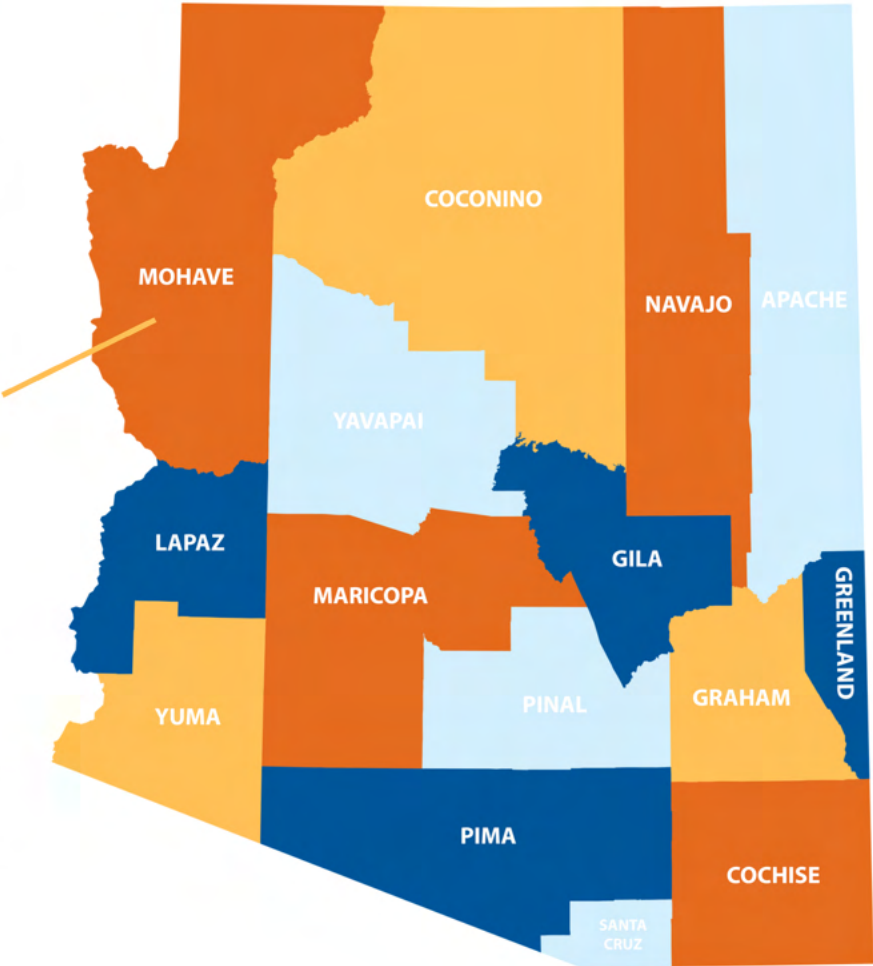 COCONINO
MOHAVE
NAVAJO
APACHE
YAVAPAI
LAPAZ
GILA
GREENLAND
MARICOPA
GRAHAM
PINAL
YUMA
PIMA
COCHISE
SANTA
CRUZ